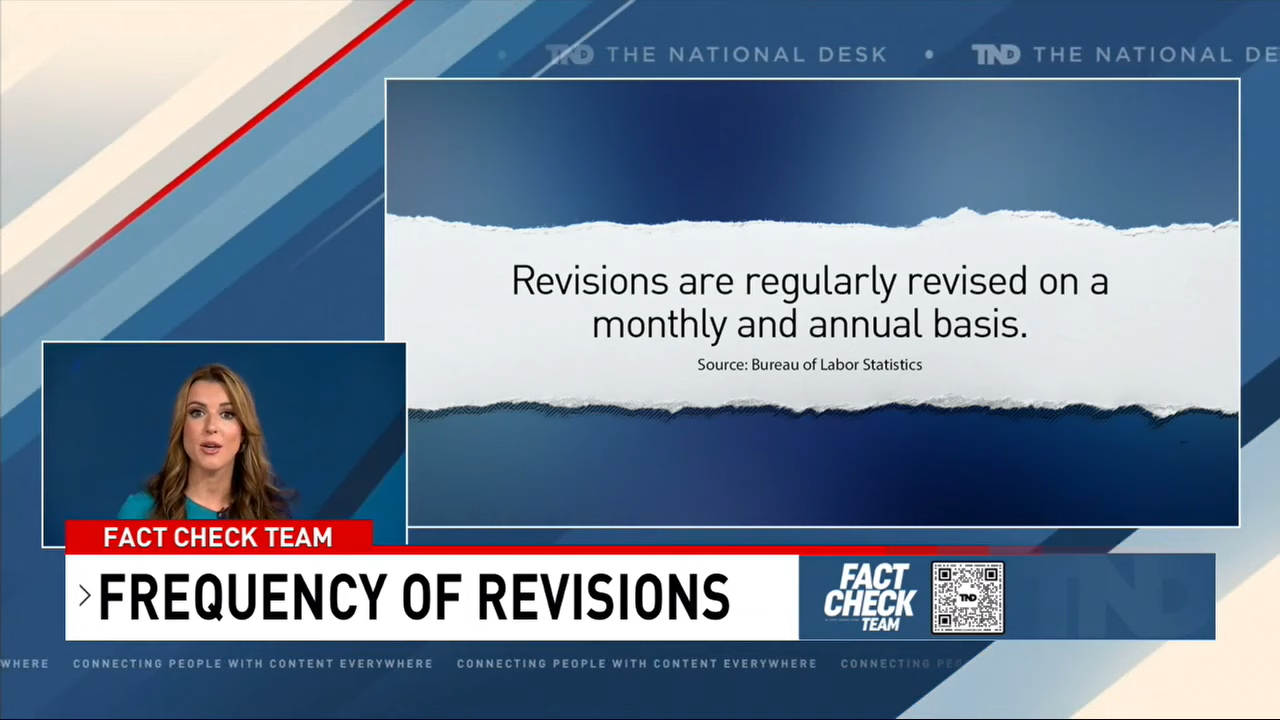 TND THE NATIONAL DESK • TND THE NATIONAL DE
Revisions are regularly revised on a
monthly and annual basis.
Source: Bureau of Labor Statistics
FACT CHECK TEAM
FREQUENCY OF REVISIONS
FACT
CHECK
TEAM
TND
TND
WHERE CONNECTING PEOPLE WITH CONTENT EVERYWHERE CONNECTING PEOPLE WITH CONTENT EVERYWHERE CONNECTING PE